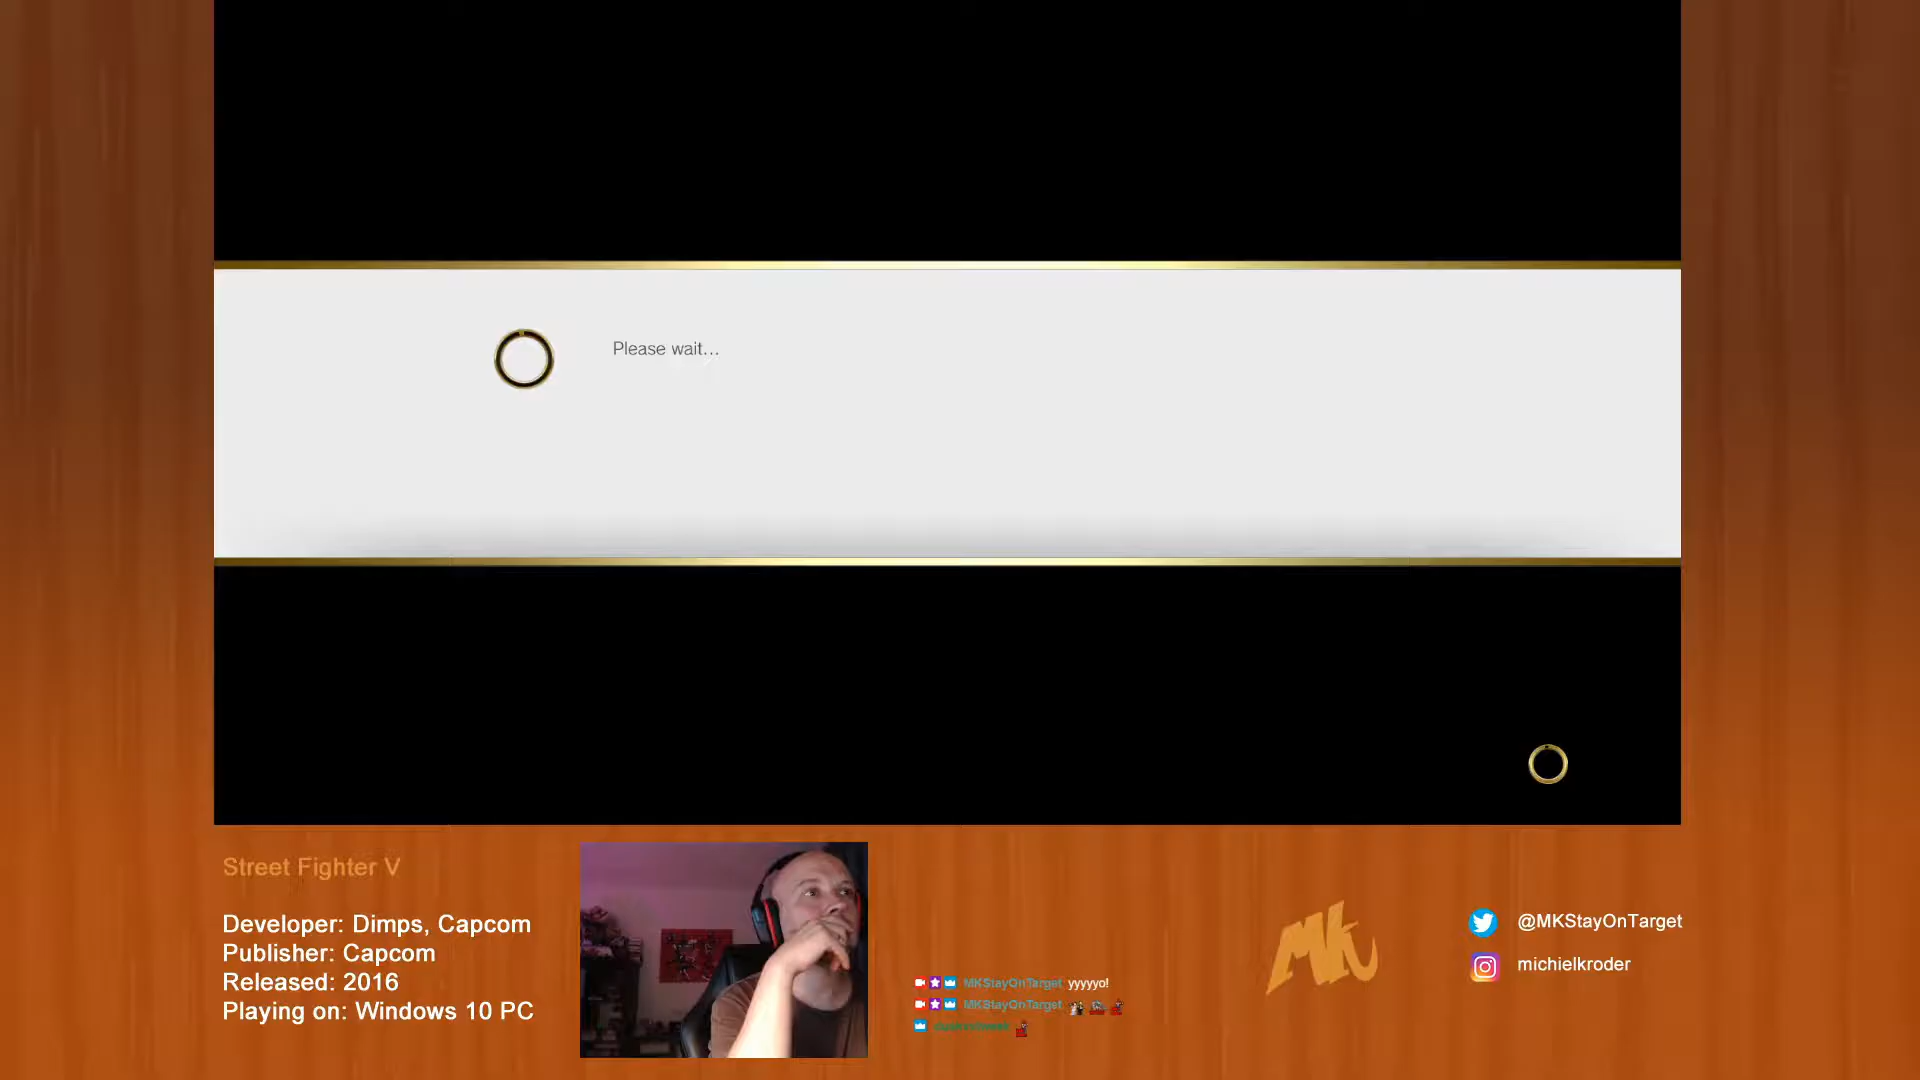 Please wait...
Street Fighter V
Developer: Dimps, Capcom
Publisher: Capcom
Released: 2016
Playing on: Windows 10 PC
MK
@MKStayOnTarget
michielkroder
MKStayOnTarget yyyyyo!
MKStayOnTarget